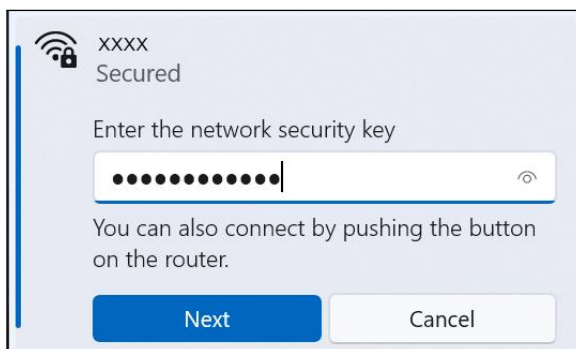 xxxx
Secured
Enter the network security key
●●●●●●●●●●●●
You can also connect by pushing the button
on the router.
Next
Cancel